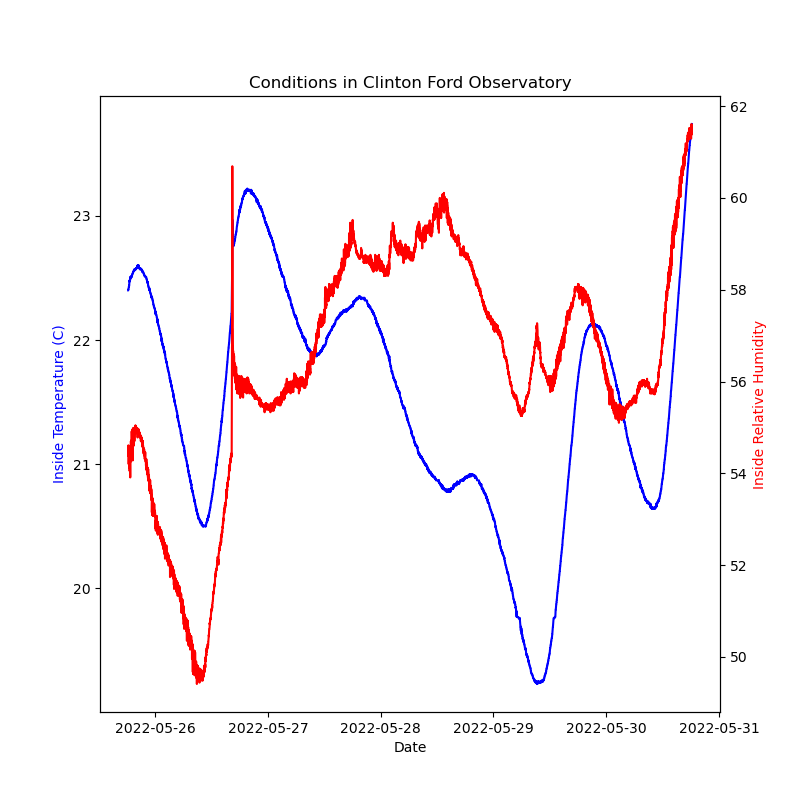 Conditions in Clinton Ford Observatory
62
60
58
56
54
52
50
23
22
21
20
Inside Temperature (C)
Inside Relative Humidity
2022-05-26 2022-05-27 2022-05-28 2022-05-29 2022-05-30 2022-05-31
Date